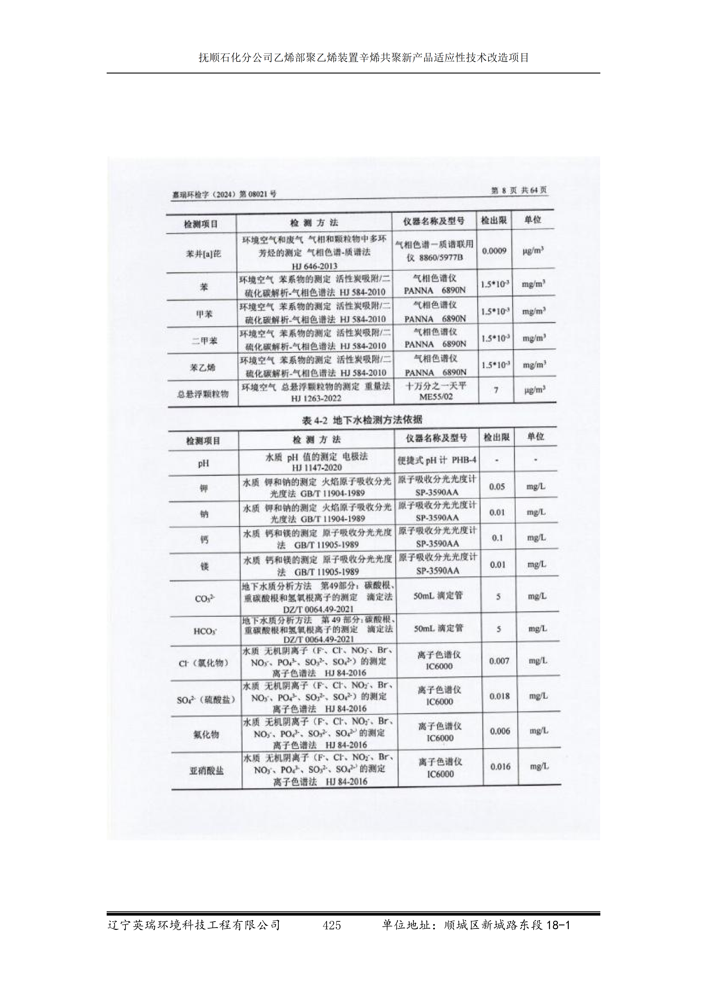 抚顺石化分公司乙烯部聚乙烯装置辛烯共聚新产品适应性技术改造项目
嘉瑞环检字（2024）第 08021 号
第 8 页 共 64 页
检测项目 检 测 方 法 仪器名称及型号 检出限 单位
苯并[a]芘 环境空气和废气 气相和颗粒物中多环
芳烃的测定 气相色谱-质谱法
HJ 646-2013
气相色谱－质谱联用
仪 8860/5977B
0.0009 μg/m³
苯 环境空气 苯系物的测定 活性炭吸附/二
硫化碳解析-气相色谱法 HJ 584-2010
气相色谱仪
PANNA 6890N
1.5*10⁻³ mg/m³
甲苯 环境空气 苯系物的测定 活性炭吸附/二
硫化碳解析-气相色谱法 HJ 584-2010
气相色谱仪
PANNA 6890N
1.5*10⁻³ mg/m³
二甲苯 环境空气 苯系物的测定 活性炭吸附/二
硫化碳解析-气相色谱法 HJ 584-2010
气相色谱仪
PANNA 6890N
1.5*10⁻³ mg/m³
苯乙烯 环境空气 苯系物的测定 活性炭吸附/二
硫化碳解析-气相色谱法 HJ 584-2010
气相色谱仪
PANNA 6890N
1.5*10⁻³ mg/m³
总悬浮颗粒物 环境空气 总悬浮颗粒物的测定 重量法
HJ 1263-2022
十万分之一天平
ME55/02
7 μg/m³
表 4-2 地下水检测方法依据
检测项目 检 测 方 法 仪器名称及型号 检出限 单位
pH 水质 pH 值的测定 电极法
HJ 1147-2020
便捷式 pH 计 PHB-4
- -
钾 水质 钾和钠的测定 火焰原子吸收分光
光度法 GB/T 11904-1989
原子吸收分光光度计
SP-3590AA
0.05 mg/L
钠 水质 钾和钠的测定 火焰原子吸收分光
光度法 GB/T 11904-1989
原子吸收分光光度计
SP-3590AA
0.01 mg/L
钙 水质 钙和镁的测定 原子吸收分光光度
法 GB/T 11905-1989
原子吸收分光光度计
SP-3590AA
0.1 mg/L
镁 水质 钙和镁的测定 原子吸收分光光度
法 GB/T 11905-1989
原子吸收分光光度计
SP-3590AA
0.01 mg/L
CO₃²⁻ 地下水质分析方法 第49部分：碳酸根、
重碳酸根和氢氧根离子的测定 滴定法
DZ/T 0064.49-2021
50mL 滴定管
5 mg/L
HCO₃⁻ 地下水质分析方法 第 49 部分：碳酸根、
重碳酸根和氢氧根离子的测定 滴定法
DZ/T 0064.49-2021
50mL 滴定管
5 mg/L
Cl⁻（氯化物） 水质 无机阴离子（F⁻、Cl⁻、NO₂⁻、Br⁻、
NO₃⁻、PO₄³⁻、SO₃²⁻、SO₄²⁻）的测定
离子色谱法 HJ 84-2016
离子色谱仪
IC6000
0.007 mg/L
SO₄²⁻（硫酸盐） 水质 无机阴离子（F⁻、Cl⁻、NO₂⁻、Br⁻、
NO₃⁻、PO₄³⁻、SO₃²⁻、SO₄²⁻）的测定
离子色谱法 HJ 84-2016
离子色谱仪
IC6000
0.018 mg/L
氟化物 水质 无机阴离子（F⁻、Cl⁻、NO₂⁻、Br⁻、
NO₃⁻、PO₄³⁻、SO₃²⁻、SO₄²⁻）的测定
离子色谱法 HJ 84-2016
离子色谱仪
IC6000
0.006 mg/L
亚硝酸盐 水质 无机阴离子（F⁻、Cl⁻、NO₂⁻、Br⁻、
NO₃⁻、PO₄³⁻、SO₃²⁻、SO₄²⁻）的测定
离子色谱法 HJ 84-2016
离子色谱仪
IC6000
0.016 mg/L
辽宁英瑞环境科技工程有限公司 425 单位地址：顺城区新城路东段 18-1